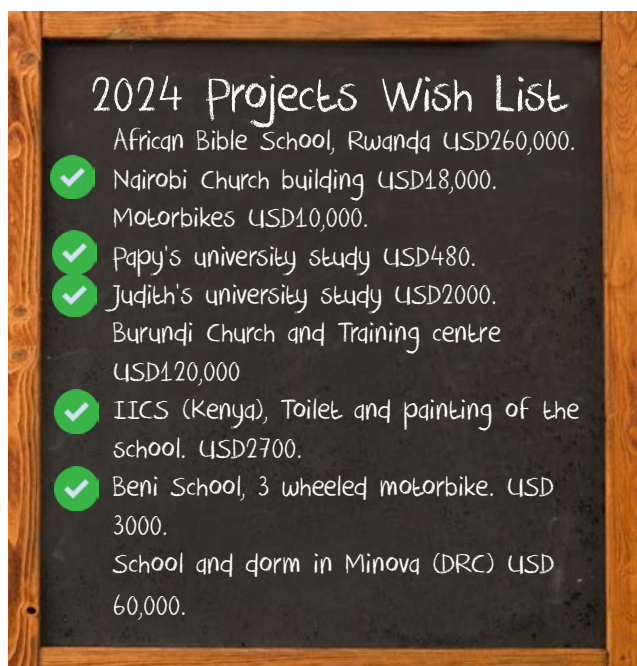 2024 Projects Wish List
African Bible School, Rwanda USD260,000.
Nairobi Church building USD18,000.
Motorbikes USD10,000.
Papy's university study USD480.
Judith's university study USD2000.
Burundi Church and Training centre
USD120,000
IICS (Kenya), Toilet and painting of the
school. USD2700.
Beni School, 3 wheeled motorbike. USD
3000.
School and dorm in Minova (DRC) USD
60,000.